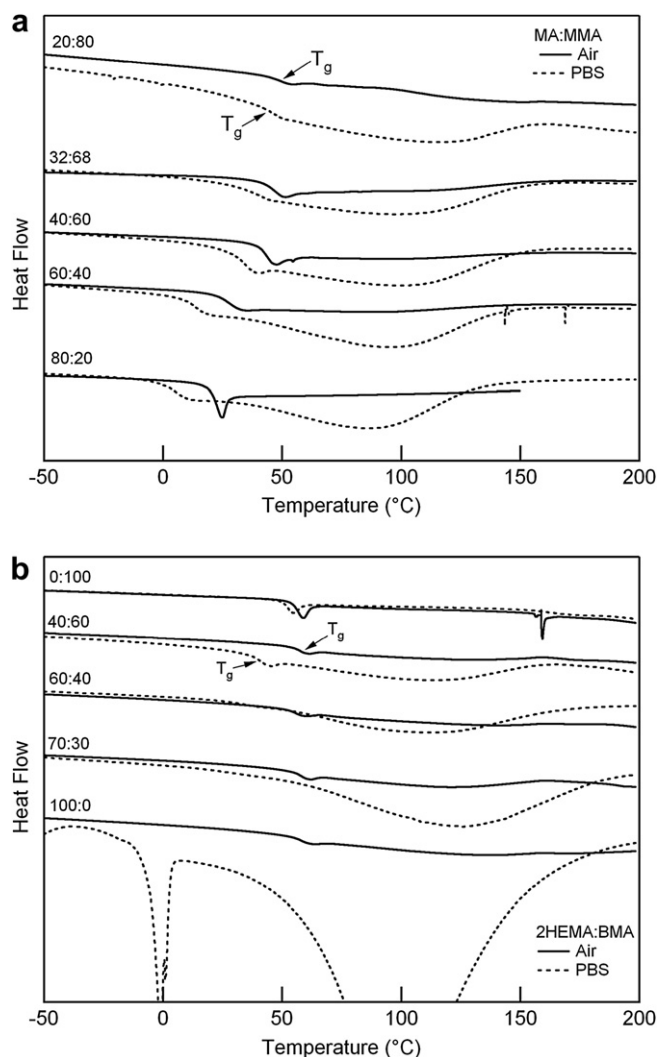 a
MA:MMA
Air
PBS
20:80
Tg
Tg
32:68
40:60
60:40
80:20
Heat Flow
-50 0 50 100 150 200
Temperature (°C)
b
0:100
40:60
Tg
Tg
60:40
70:30
100:0
2HEMA:BMA
Air
PBS
Heat Flow
-50 0 50 100 150 200
Temperature (°C)